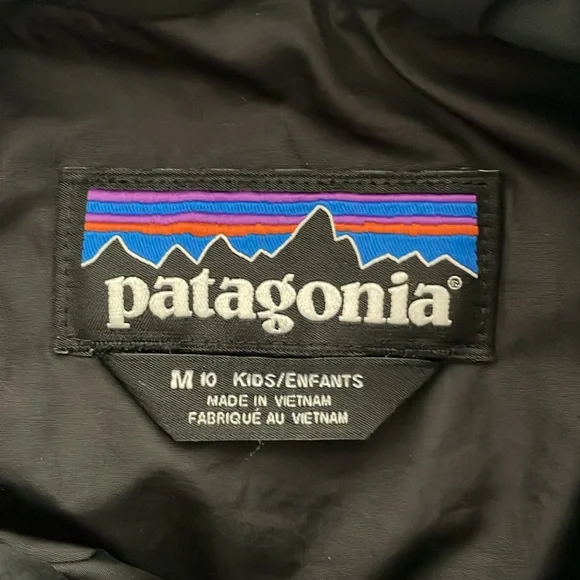 patagonia®
M 10 KIDS/ENFANTS
MADE IN VIETNAM
FABRIQUÉ AU VIETNAM